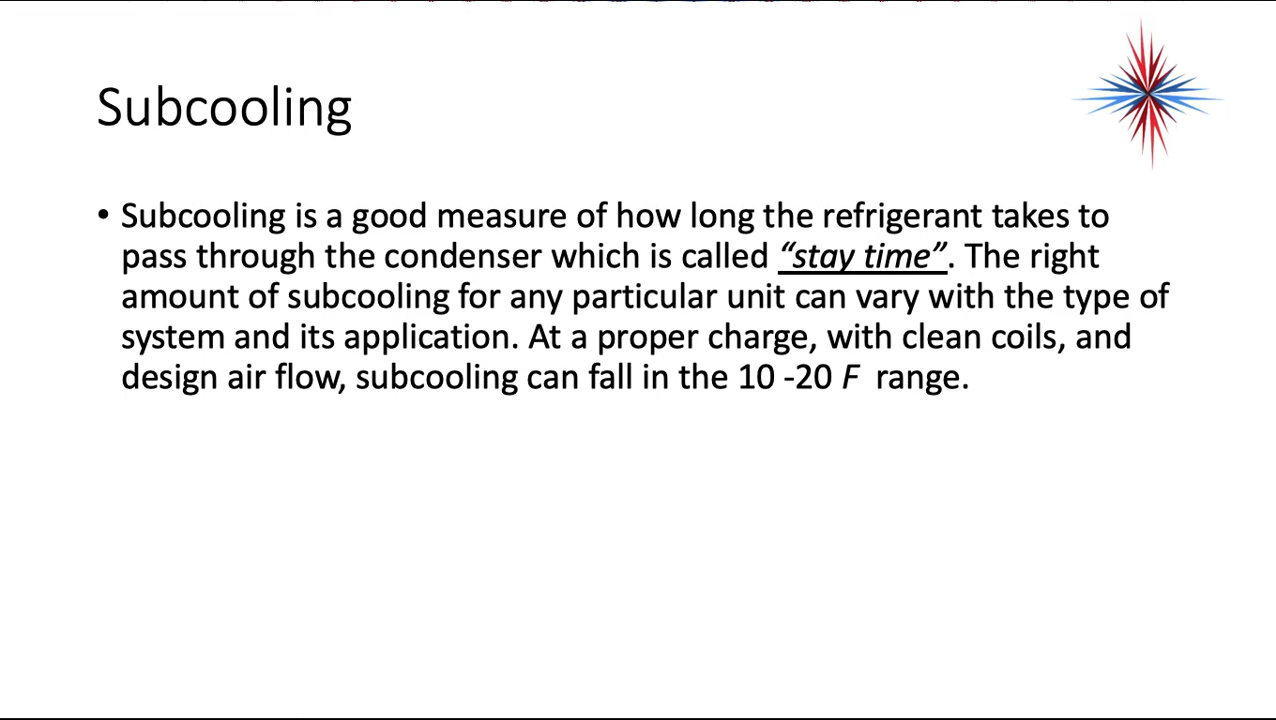 Subcooling
• Subcooling is a good measure of how long the refrigerant takes to
pass through the condenser which is called “stay time”. The right
amount of subcooling for any particular unit can vary with the type of
system and its application. At a proper charge, with clean coils, and
design air flow, subcooling can fall in the 10 -20 F range.